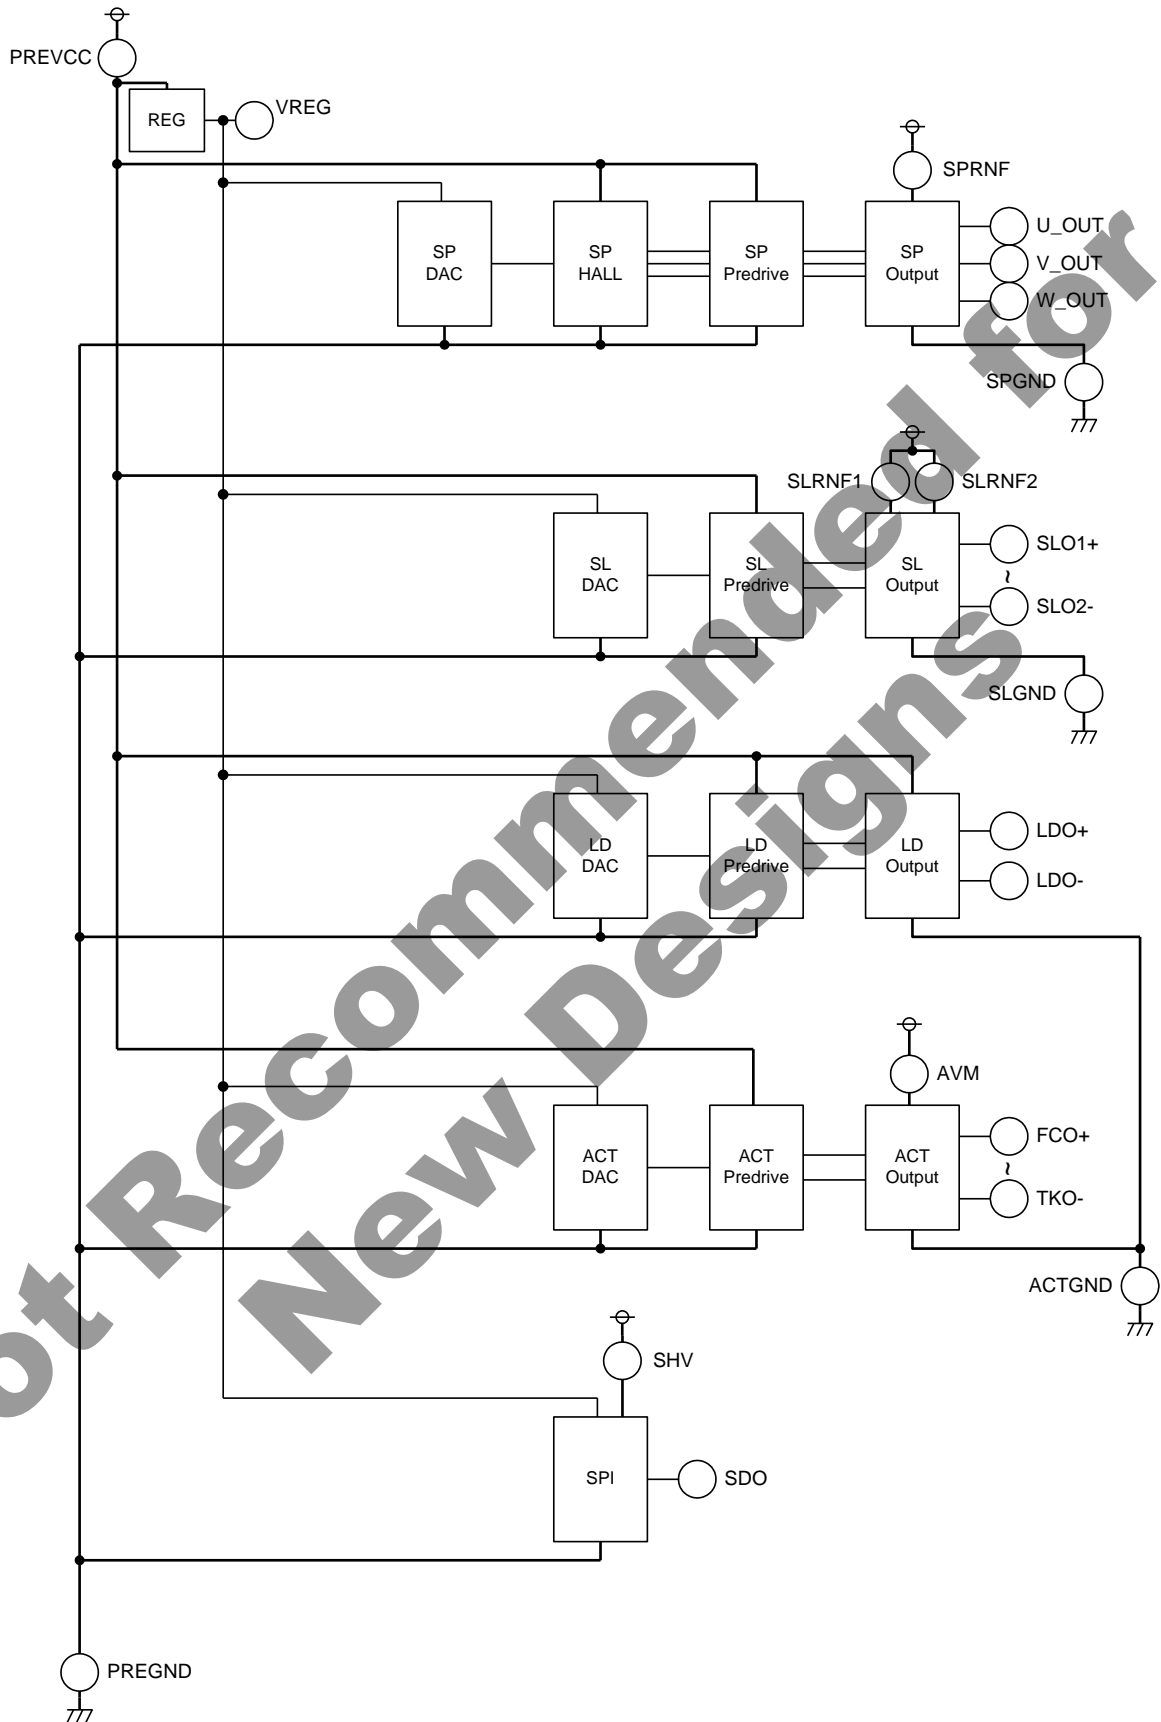 PREVCC
REG
VREG
SPRNF
SP
DAC
SP
HALL
SP
Predrive
SP
Output
U_OUT
V_OUT
W_OUT
SPGND
SLRNF1
SLRNF2
SL
DAC
SL
Predrive
SL
Output
SLO1+
~
SLO2-
SLGND
LD
DAC
LD
Predrive
LD
Output
LDO+
LDO-
AVM
ACT
DAC
ACT
Predrive
ACT
Output
FCO+
~
TKO-
ACTGND
SHV
SPI
SDO
PREGND
ot Recommended for
New Designs